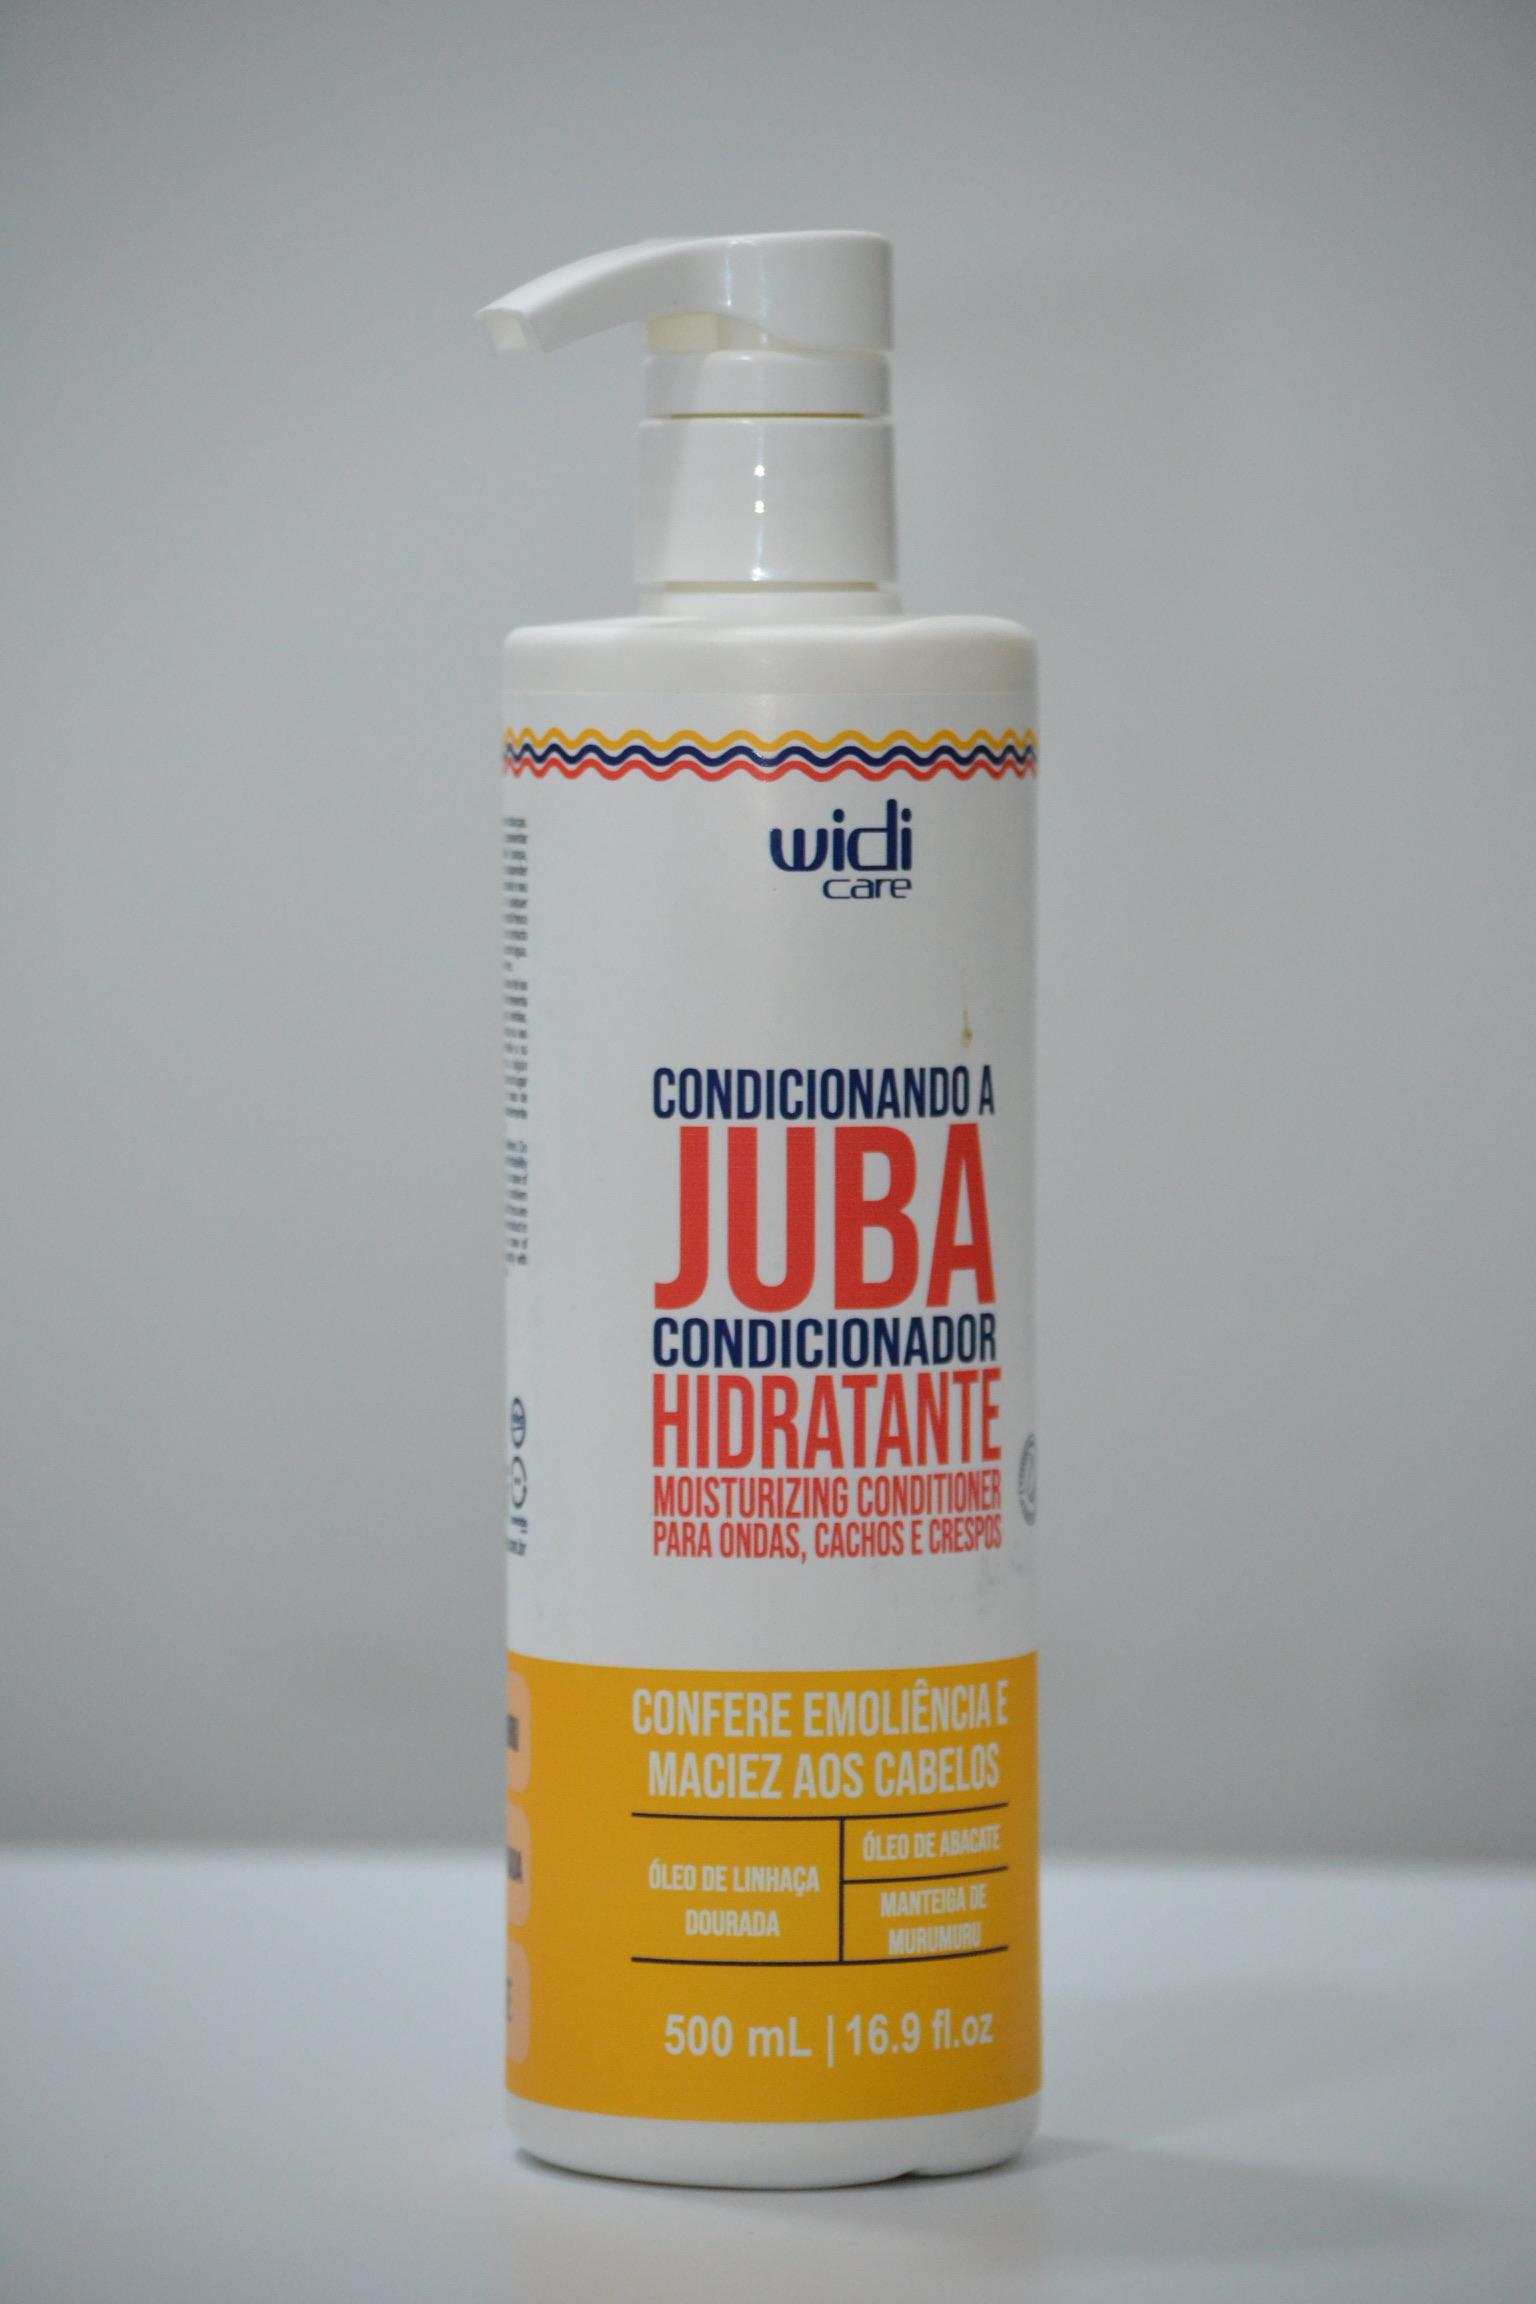 widi
care
CONDICIONANDO A
JUBA
CONDICIONADOR
HIDRATANTE
MOISTURIZING CONDITIONER
PARA ONDAS, CACHOS E CRESPOS
CONFERE EMOLIÊNCIA E
MACIEZ AOS CABELOS
ÓLEO DE LINHAÇA
DOURADA
ÓLEO DE ABACATE
MANTEIGA DE
MURUMURU
500 mL | 16.9 fl.oz